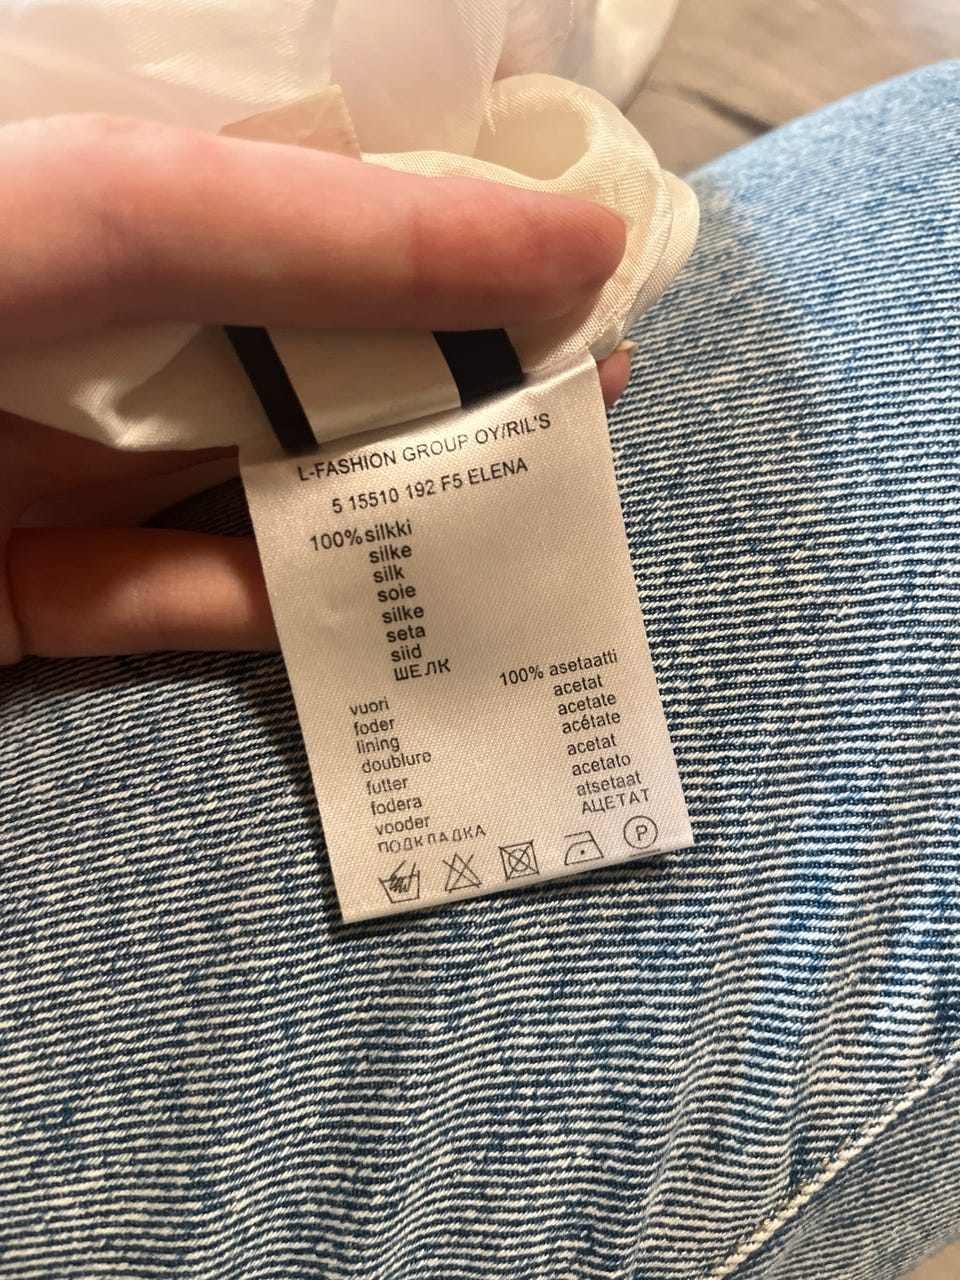 L-FASHION GROUP OY/RIL'S
5 15510 192 F5 ELENA
100% silkki
silke
silk
soie
silke
seta
siid
ШЕЛК
vuori 100% asetaatti
foder acetat
lining acetate
doublure acétate
futter acetat
fodera acetato
vooder atsetaat
ПОДКЛАДКА АЦЕТАТ
P